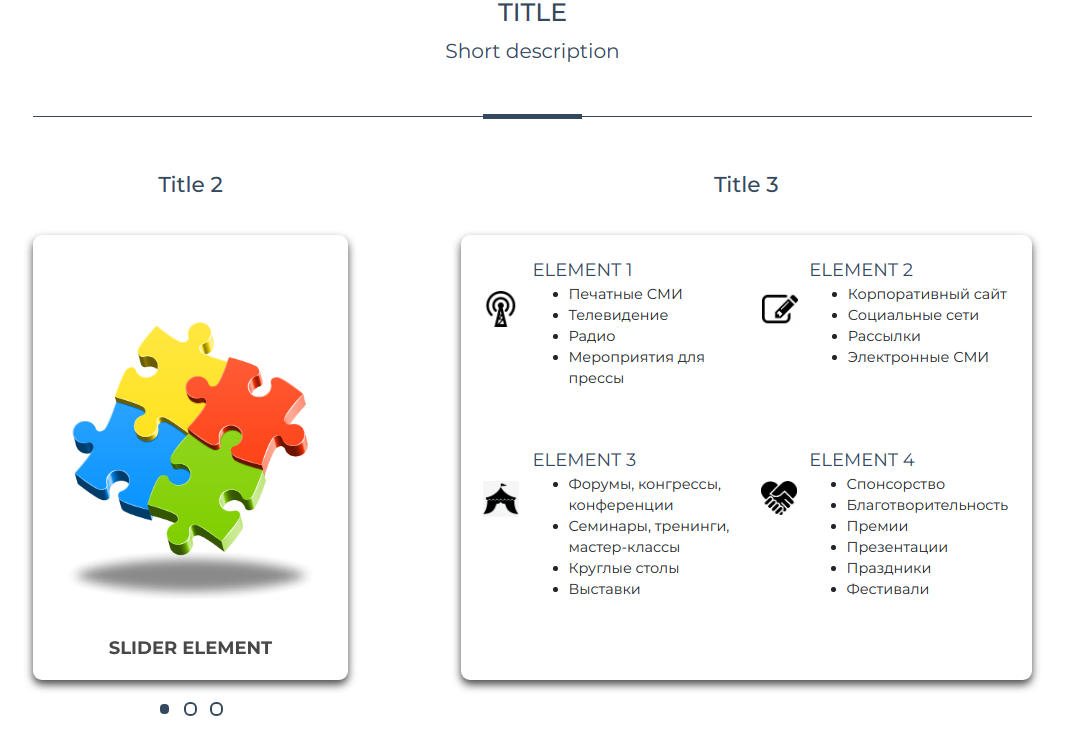 TITLE
Short description
Title 2
Title 3
SLIDER ELEMENT
ELEMENT 1
Печатные СМИ
Телевидение
Радио
Мероприятия для
прессы
ELEMENT 2
Корпоративный сайт
Социальные сети
Рассылки
Электронные СМИ
ELEMENT 3
Форумы, конгрессы,
конференции
Семинары, тренинги,
мастер-классы
Круглые столы
Выставки
ELEMENT 4
Спонсорство
Благотворительность
Премии
Презентации
Праздники
Фестивали